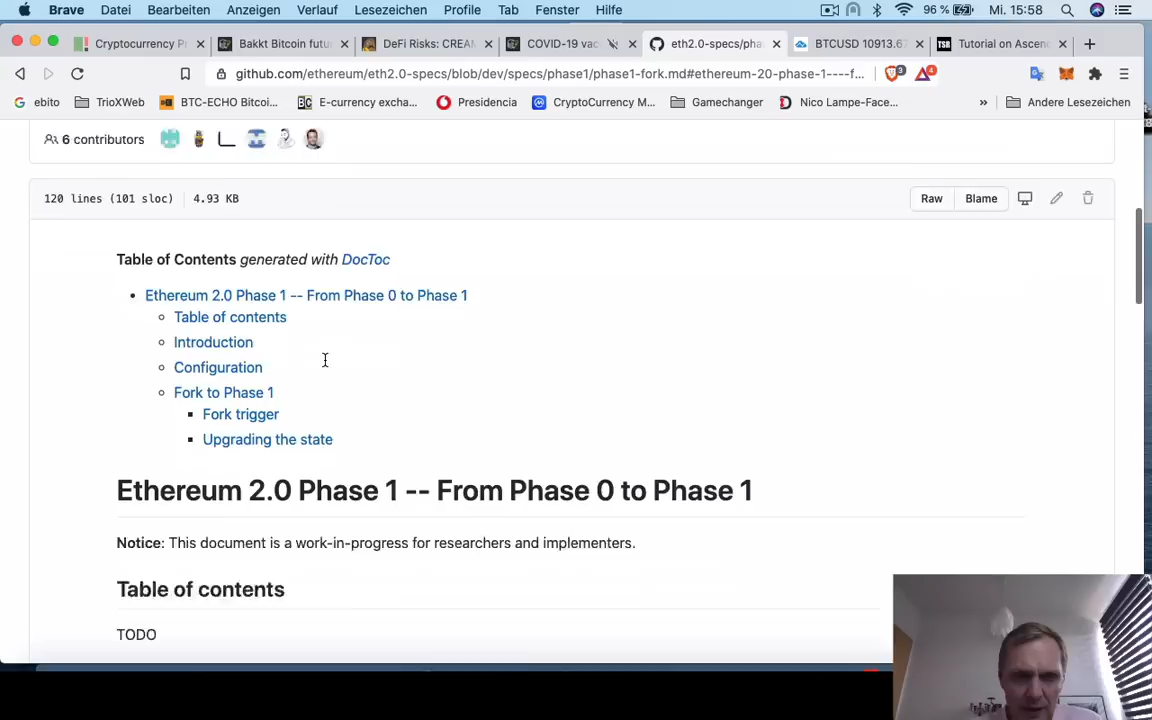 Brave Datei Bearbeiten Anzeigen Verlauf Lesezeichen Profile Tab Fenster Hilfe 96 % Mi. 15:58
Cryptocurrency P Bakkt Bitcoin futu DeFi Risks: CREAM COVID-19 vac eth2.0-specs/pha BTCUSD 10913.67 TSR Tutorial on Ascen
github.com/ethereum/eth2.0-specs/blob/dev/specs/phase1/phase1-fork.md#ethereum-20-phase-1----f... 3 4
ebito TrioXWeb BTC-ECHO Bitcoi... E-currency excha... Presidencia CryptoCurrency M... Gamechanger Nico Lampe-Face... » Andere Lesezeichen
6 contributors
120 lines (101 sloc) 4.93 KB Raw Blame
Table of Contents generated with DocToc
Ethereum 2.0 Phase 1 -- From Phase 0 to Phase 1
Table of contents
Introduction
Configuration
Fork to Phase 1
Fork trigger
Upgrading the state
Ethereum 2.0 Phase 1 -- From Phase 0 to Phase 1
Notice: This document is a work-in-progress for researchers and implementers.
Table of contents
TODO